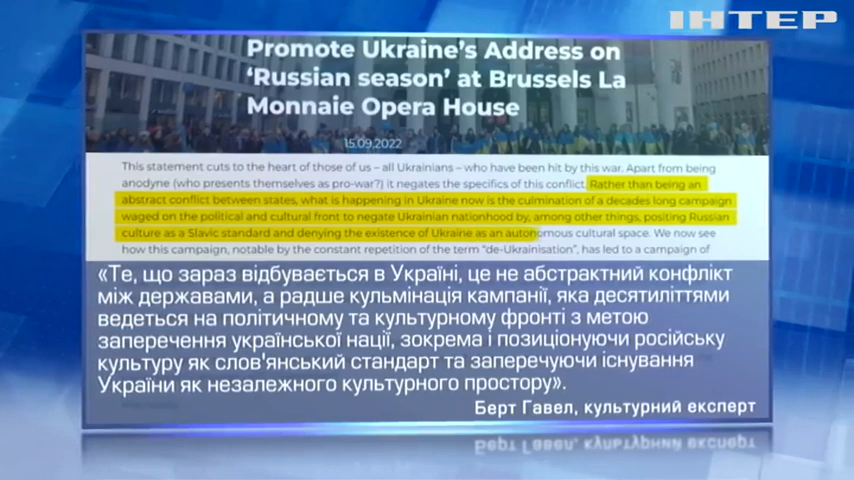 ІНТЕР
Promote Ukraine's Address on
'Russian season' at Brussels La
Monnaie Opera House
15.09.2022
This statement cuts to the heart of those of us – all Ukrainians – who have been hit by this war. Apart from being
anodyne (who presents themselves as pro-war?) it negates the specifics of this conflict. Rather than being an
abstract conflict between states, what is happening in Ukraine now is the culmination of a decades long campaign
waged on the political and cultural front to negate Ukrainian nationhood by, among other things, positing Russian
culture as a Slavic standard and denying the existence of Ukraine as an autonomous cultural space. We now see
how this campaign, notable by the constant repetition of the term "de-Ukrainisation", has led to a campaign of
«Те, що зараз відбувається в Україні, це не абстрактний конфлікт
між державами, а радше кульмінація кампанії, яка десятиліттями
ведеться на політичному та культурному фронті з метою
заперечення української нації, зокрема і позиціонуючи російську
культуру як слов'янський стандарт та заперечуючи існування
України як незалежного культурного простору».
Берт Гавел, культурний експерт